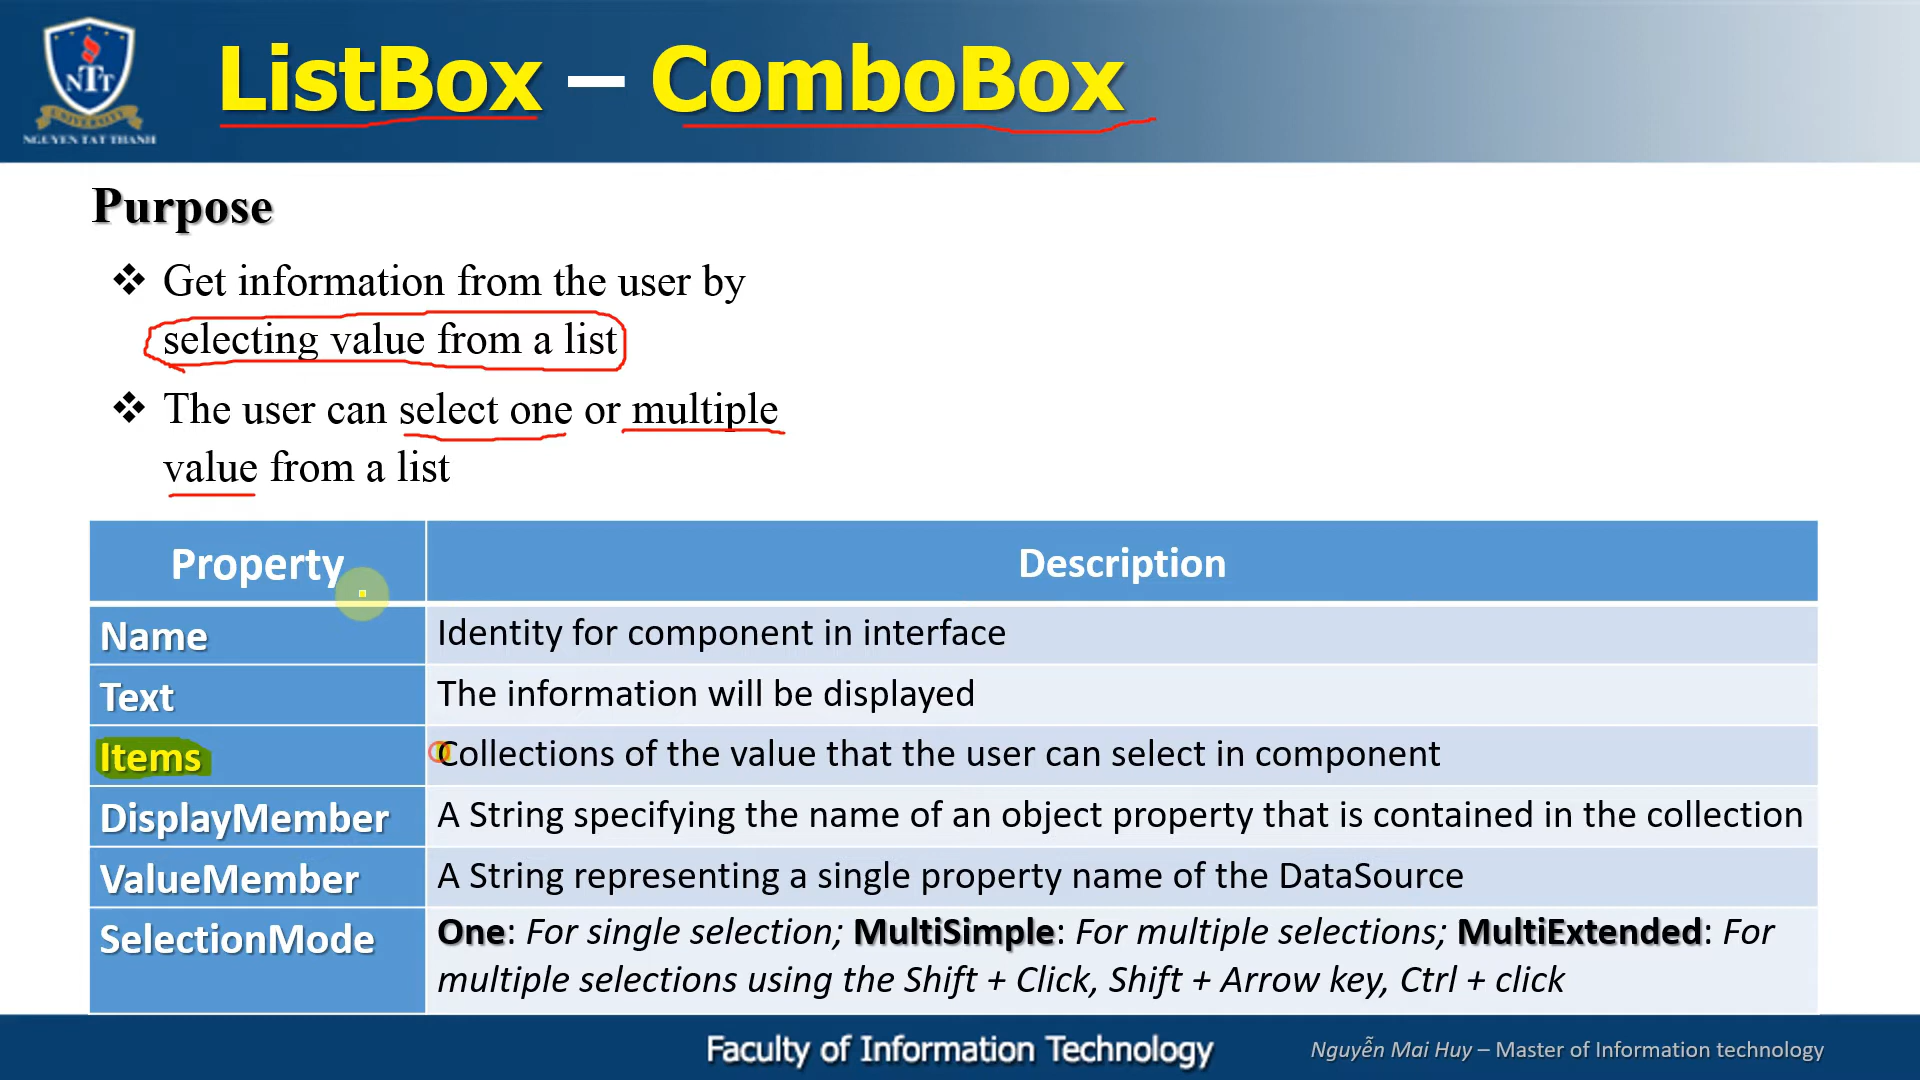 NTT
UNIVERSITY
NGUYEN TAT THANH
ListBox – ComboBox
Purpose
❖ Get information from the user by
selecting value from a list
❖ The user can select one or multiple
value from a list
Property Description
Name Identity for component in interface
Text The information will be displayed
Items Collections of the value that the user can select in component
DisplayMember A String specifying the name of an object property that is contained in the collection
ValueMember A String representing a single property name of the DataSource
SelectionMode One: For single selection; MultiSimple: For multiple selections; MultiExtended: For
multiple selections using the Shift + Click, Shift + Arrow key, Ctrl + click
Faculty of Information Technology
Nguyễn Mai Huy – Master of Information technology